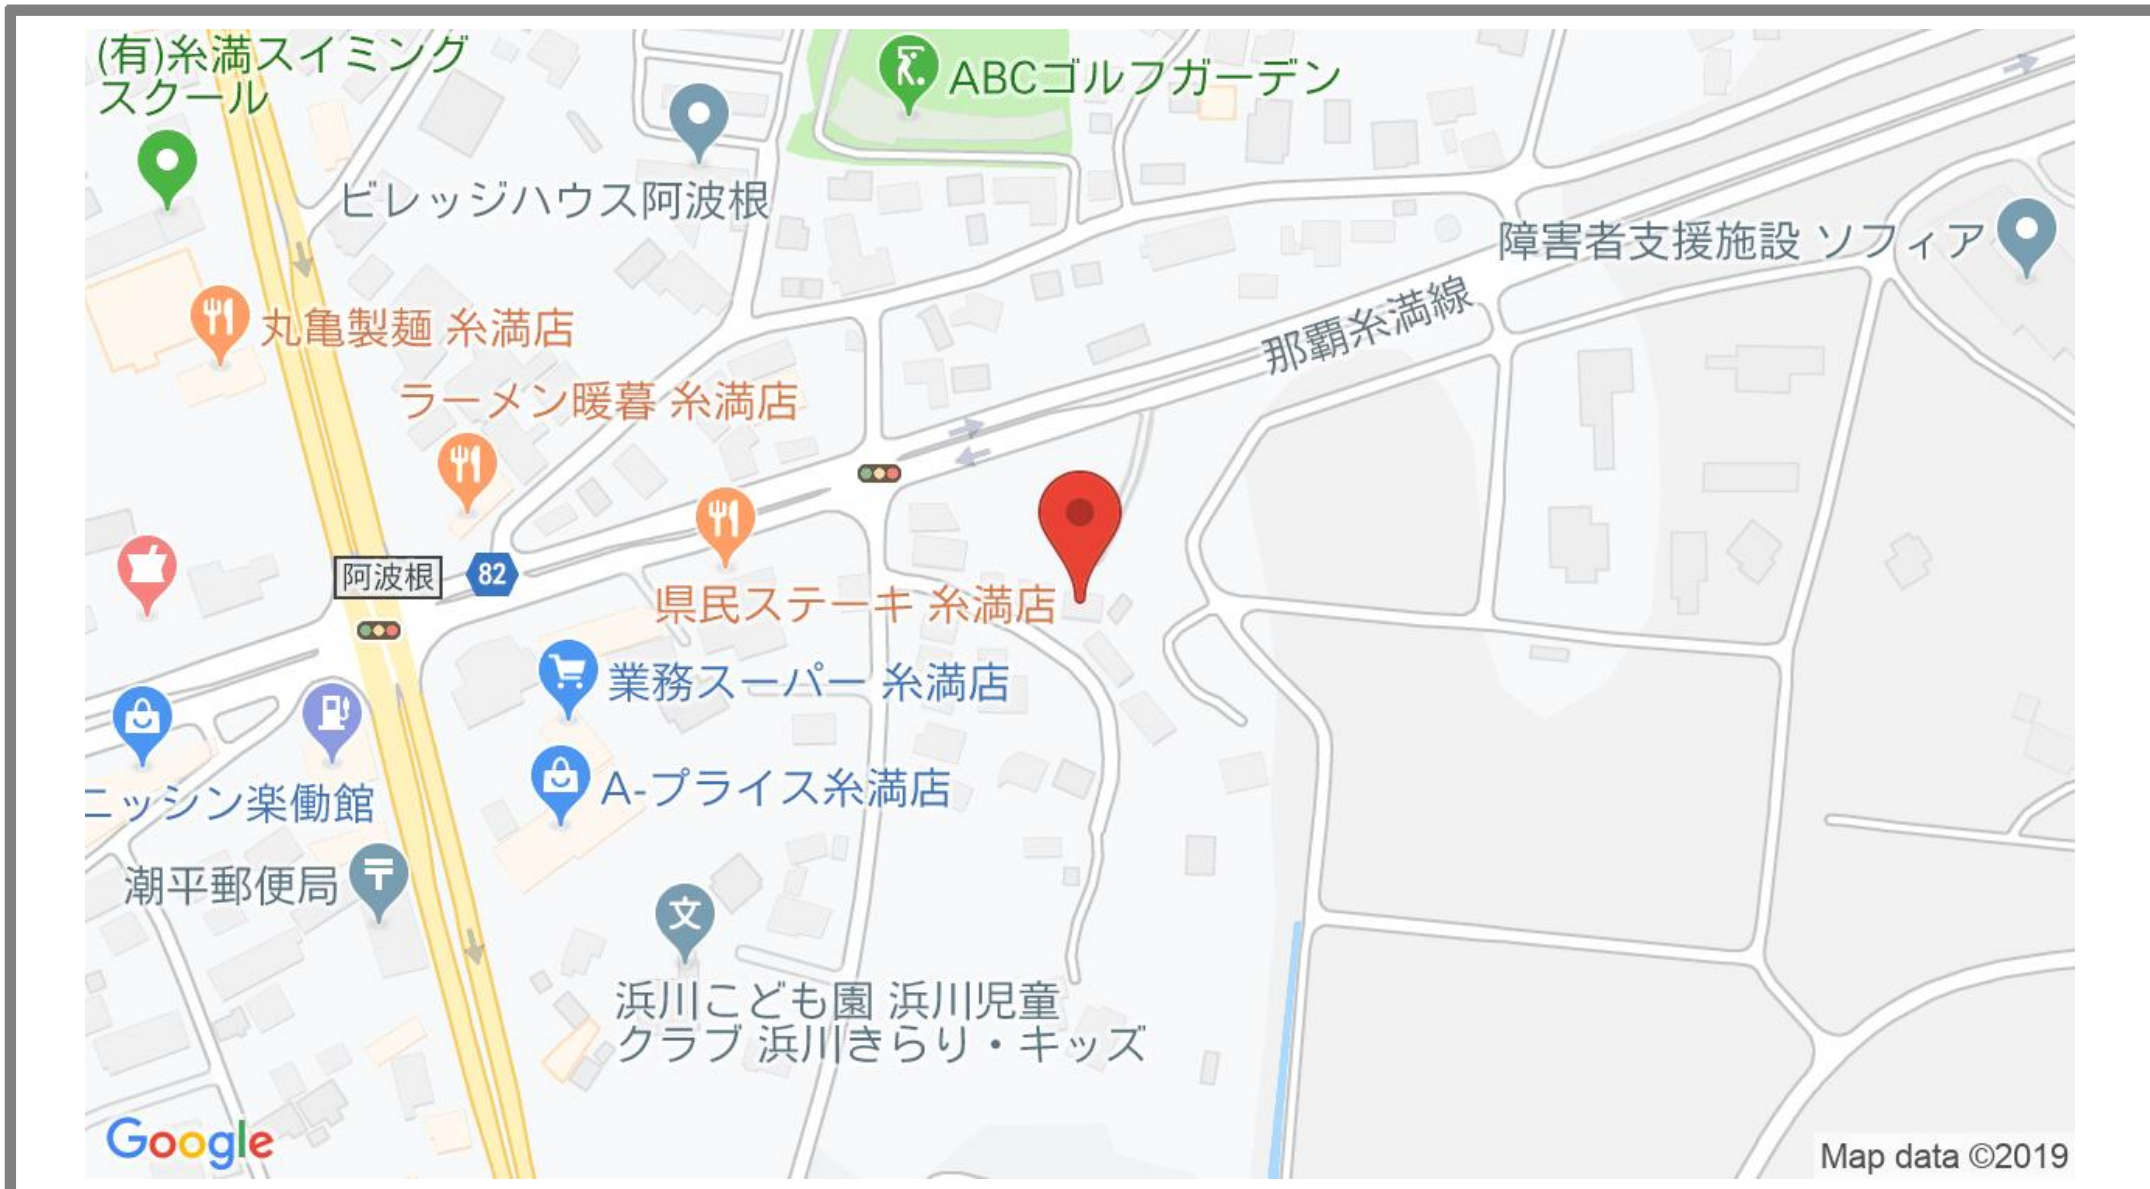 (有)糸満スイミング
スクール
ABCゴルフガーデン
ビレッジハウス阿波根
障害者支援施設 ソフィア
丸亀製麺 糸満店
那覇糸満線
ラーメン暖暮 糸満店
阿波根
82
県民ステーキ 糸満店
業務スーパー 糸満店
A-プライス糸満店
ニッシン楽働館
潮平郵便局
〒
文
浜川こども園 浜川児童
クラブ 浜川きらり・キッズ
Google
Map data ©2019